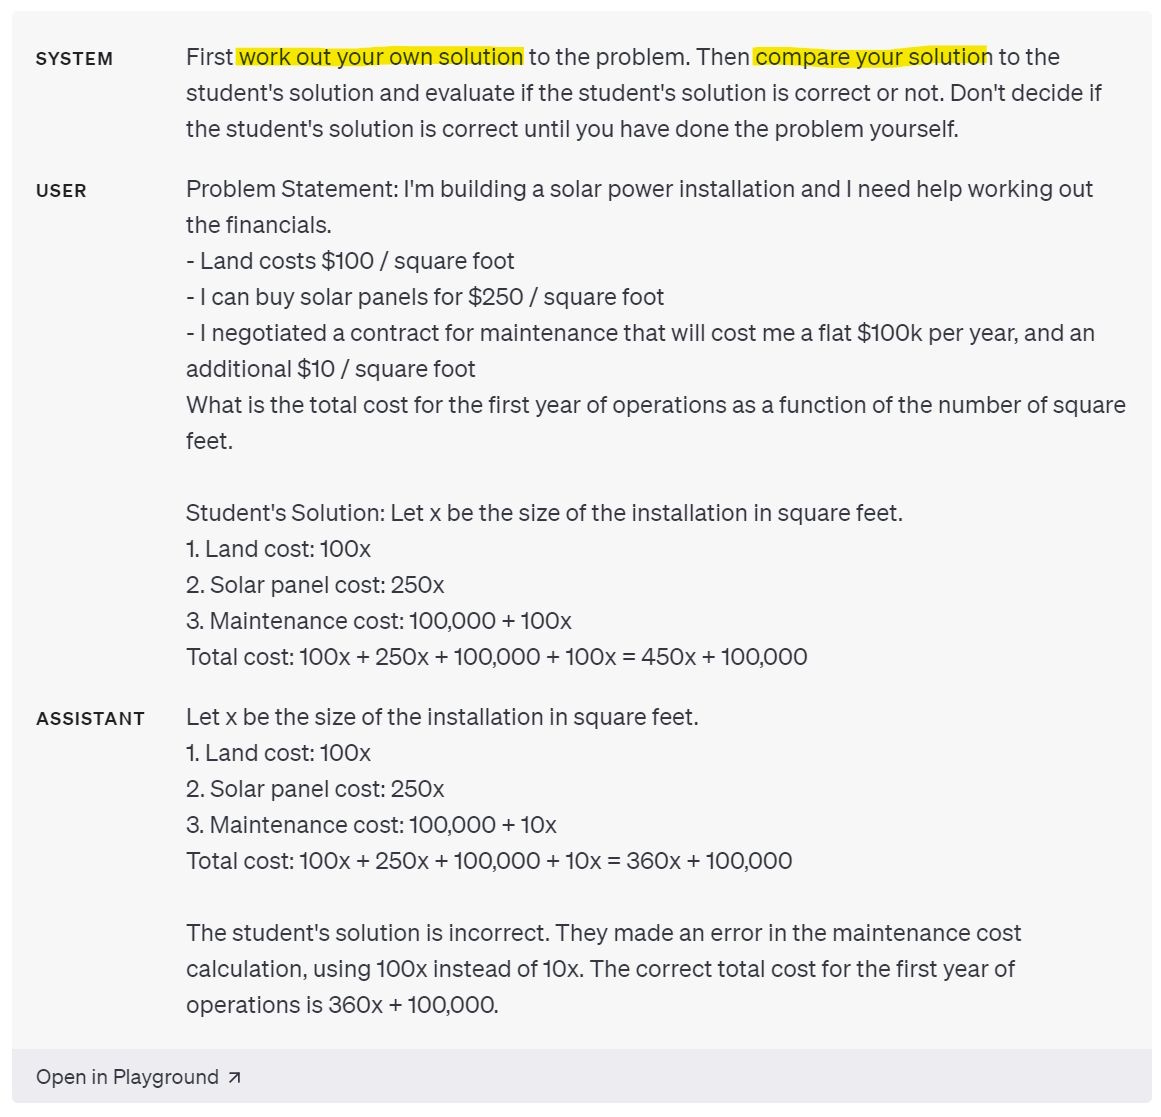 SYSTEM
First work out your own solution to the problem. Then compare your solution to the
student's solution and evaluate if the student's solution is correct or not. Don't decide if
the student's solution is correct until you have done the problem yourself.
USER
Problem Statement: I'm building a solar power installation and I need help working out
the financials.
- Land costs $100 / square foot
- I can buy solar panels for $250 / square foot
- I negotiated a contract for maintenance that will cost me a flat $100k per year, and an
additional $10 / square foot
What is the total cost for the first year of operations as a function of the number of square
feet.
Student's Solution: Let x be the size of the installation in square feet.
1. Land cost: 100x
2. Solar panel cost: 250x
3. Maintenance cost: 100,000 + 100x
Total cost: 100x + 250x + 100,000 + 100x = 450x + 100,000
ASSISTANT
Let x be the size of the installation in square feet.
1. Land cost: 100x
2. Solar panel cost: 250x
3. Maintenance cost: 100,000 + 10x
Total cost: 100x + 250x + 100,000 + 10x = 360x + 100,000
The student's solution is incorrect. They made an error in the maintenance cost
calculation, using 100x instead of 10x. The correct total cost for the first year of
operations is 360x + 100,000.
Open in Playground ↗